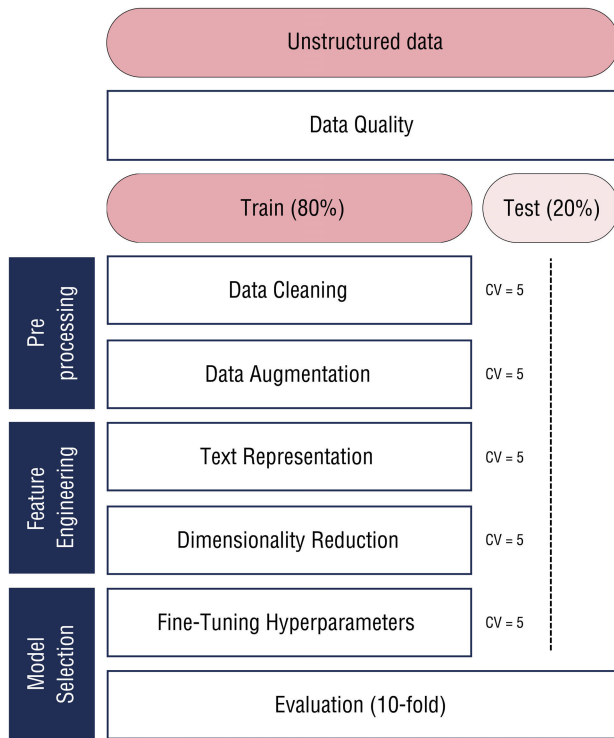 Unstructured data
Data Quality
Train (80%)
Test (20%)
Pre
processing
Data Cleaning
CV = 5
Data Augmentation
CV = 5
Feature
Engineering
Text Representation
CV = 5
Dimensionality Reduction
CV = 5
Model
Selection
Fine-Tuning Hyperparameters
CV = 5
Evaluation (10-fold)